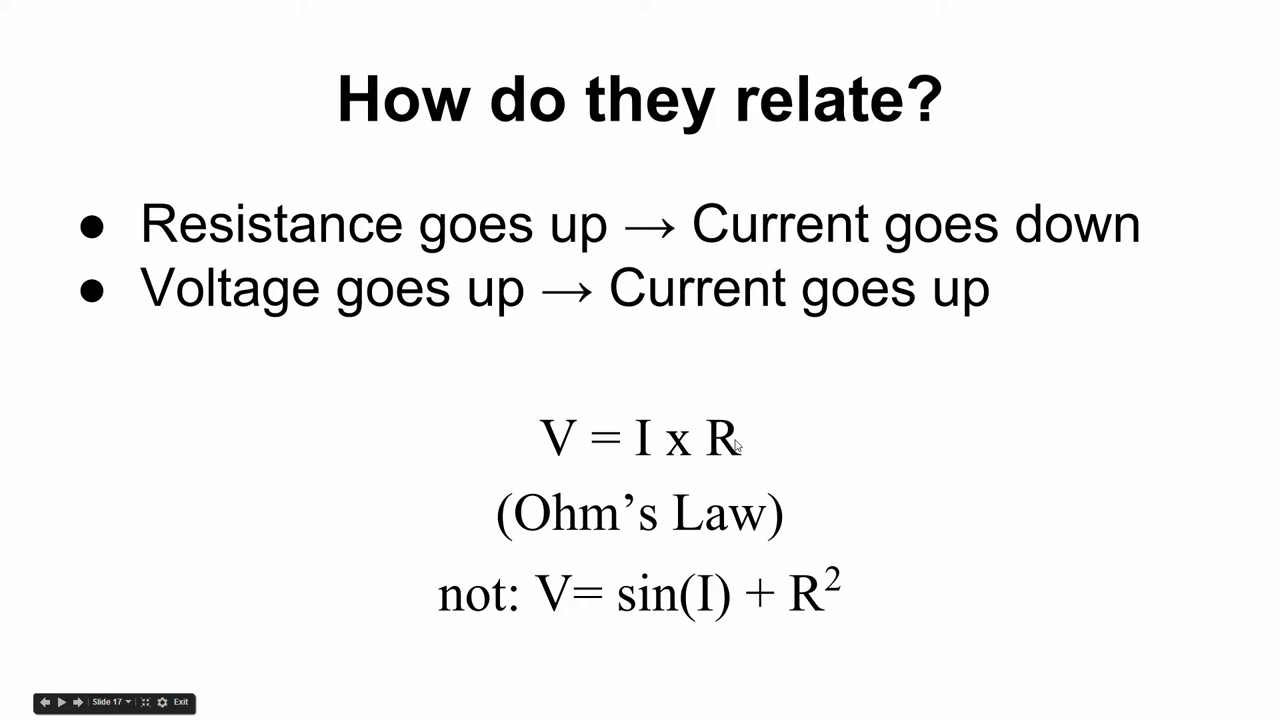 How do they relate?
● Resistance goes up → Current goes down
● Voltage goes up → Current goes up
V = I x R
(Ohm’s Law)
not: V= sin(I) + R²
Slide 17 Exit